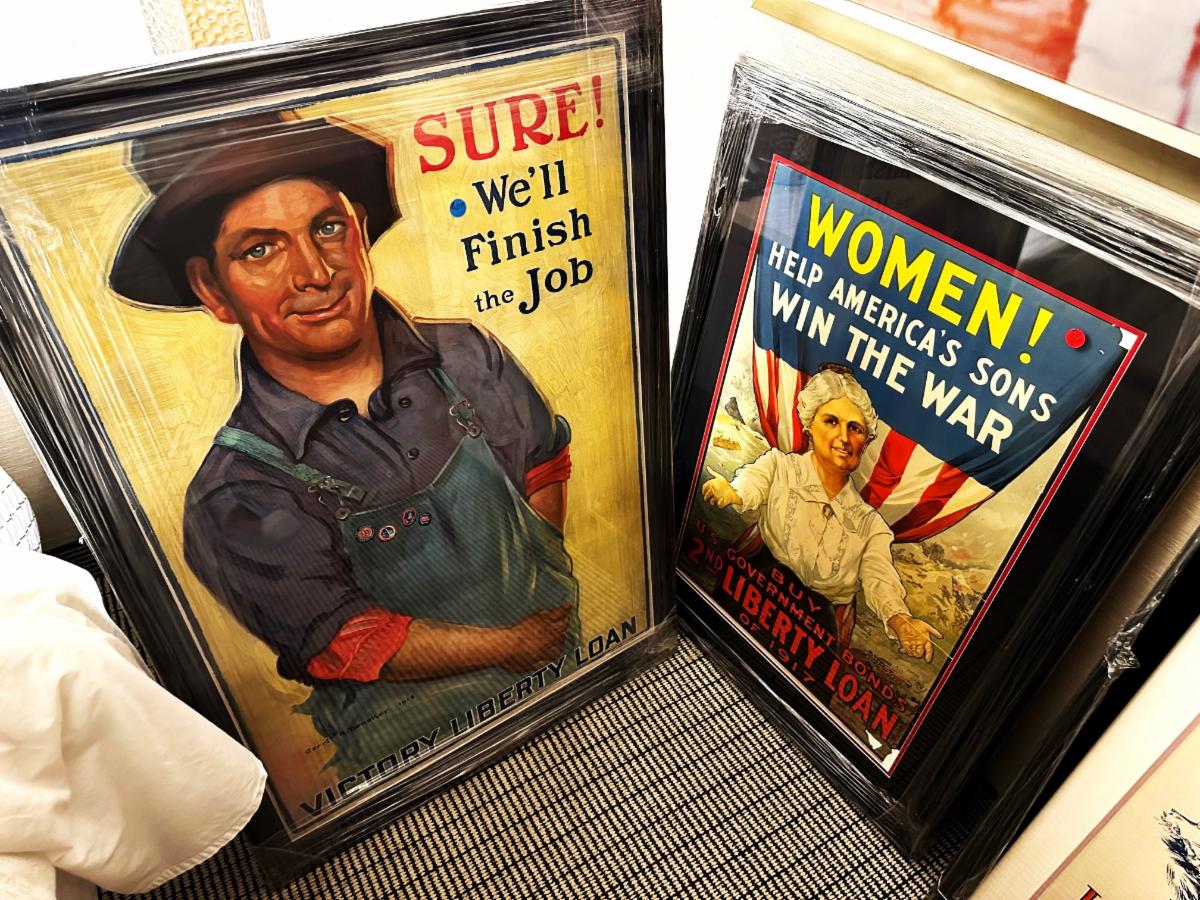 SURE!
We'll
Finish
the Job
VICTORY LIBERTY LOAN
WOMEN!
HELP AMERICA'S SONS
WIN THE WAR
BUY
U.S. GOVERNMENT BONDS
2ND LIBERTY LOAN
OF 1917